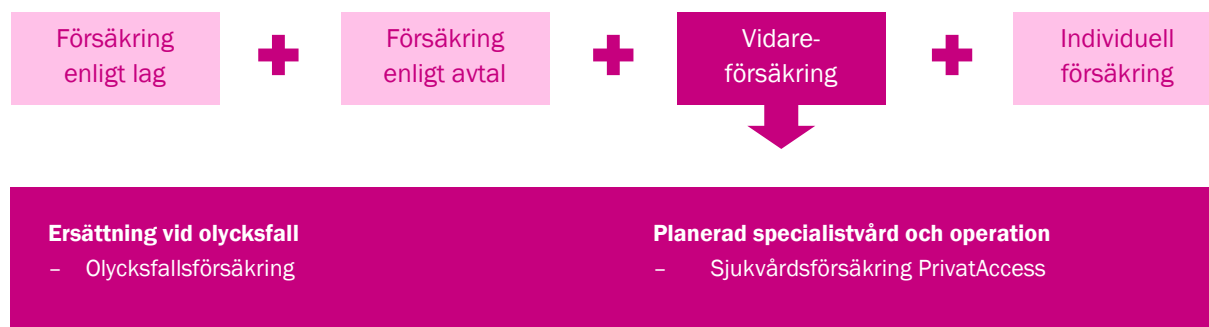 Försäkring
enligt lag
Försäkring
enligt avtal
Vidare-
försäkring
Individuell
försäkring
Ersättning vid olycksfall
– Olycksfallsförsäkring
Planerad specialistvård och operation
– Sjukvårdsförsäkring PrivatAccess